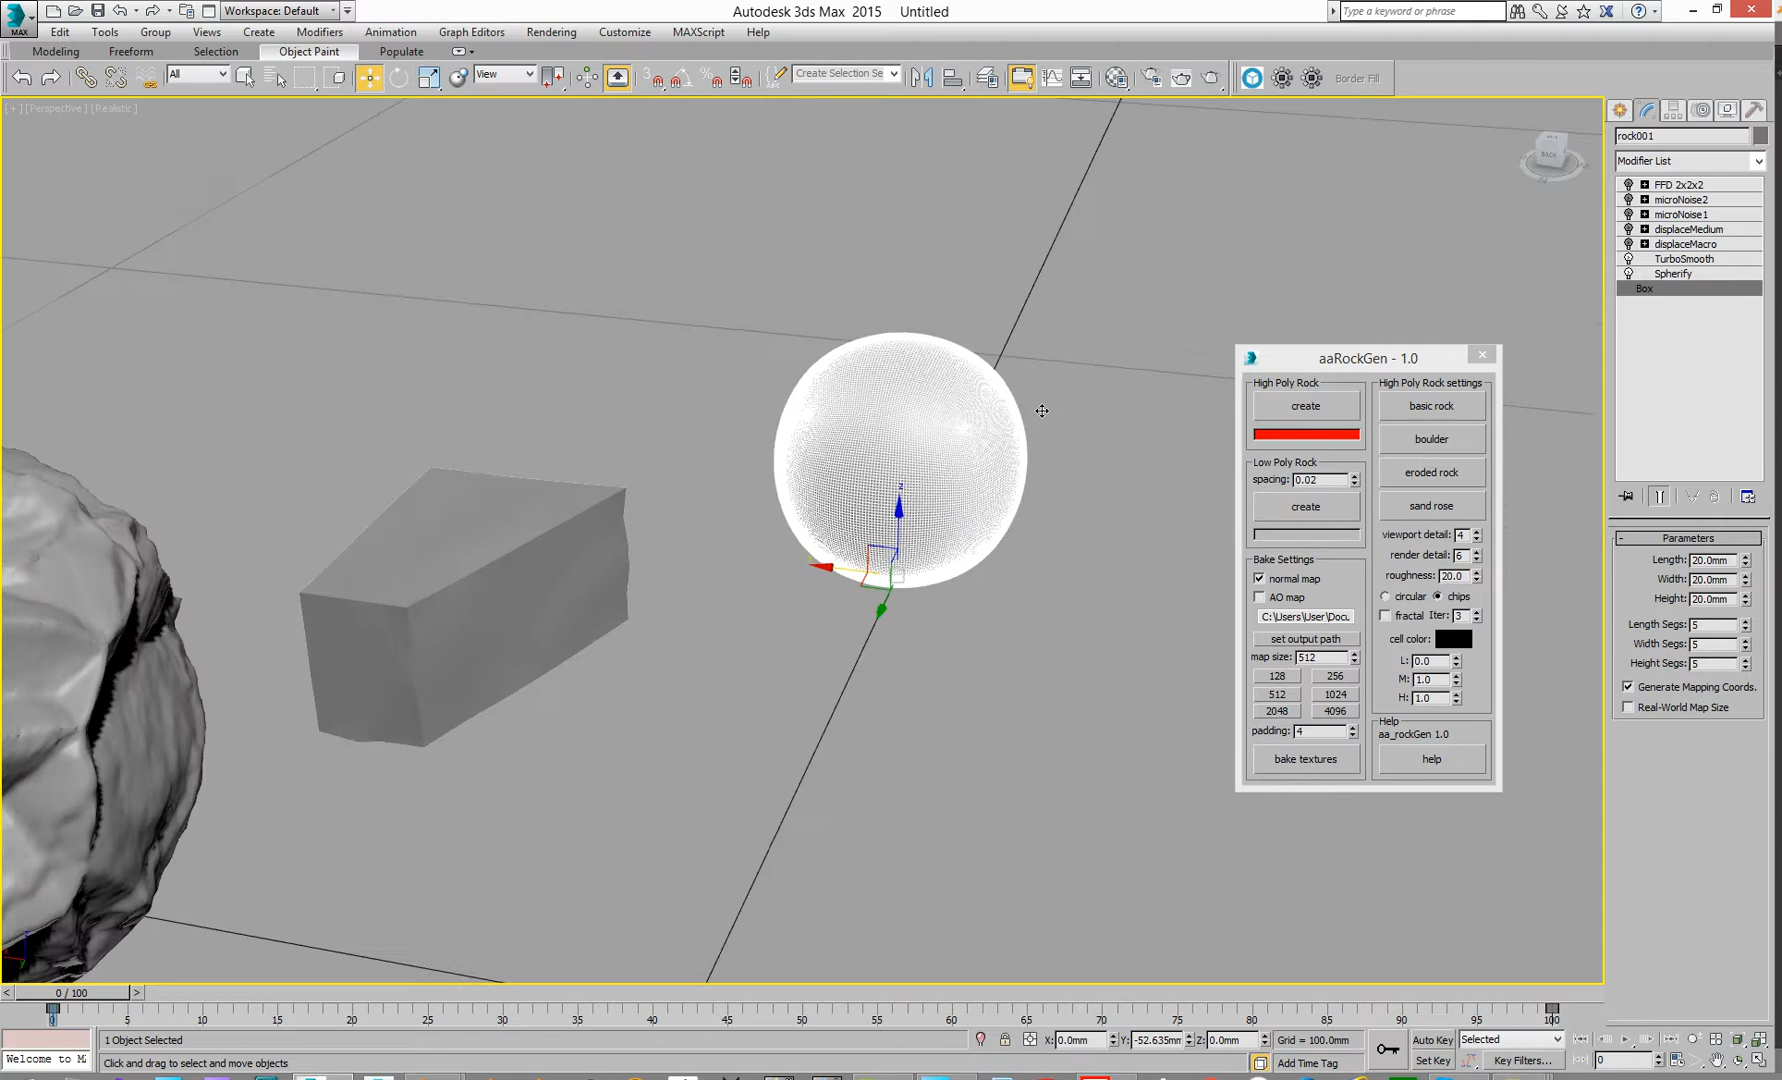 MAX
Workspace: Default
Autodesk 3ds Max 2015 Untitled
Type a keyword or phrase
Edit Tools Group Views Create Modifiers Animation Graph Editors Rendering Customize MAXScript Help
Modeling Freeform Selection Object Paint Populate
All
View
Create Selection Se
Border Fill
[+] [Perspective] [Realistic]
BACK
rock001
Modifier List
FFD 2x2x2
microNoise2
microNoise1
displaceMedium
displaceMacro
TurboSmooth
Spherify
Box
Parameters
Length: 20.0mm
Width: 20.0mm
Height: 20.0mm
Length Segs: 5
Width Segs: 5
Height Segs: 5
Generate Mapping Coords.
Real-World Map Size
aaRockGen - 1.0
High Poly Rock
create
Low Poly Rock
spacing: 0.02
create
Bake Settings
normal map
AO map
C:\Users\User\Docu
set output path
map size: 512
128 256
512 1024
2048 4096
padding: 4
bake textures
High Poly Rock settings
basic rock
boulder
eroded rock
sand rose
viewport detail: 4
render detail: 6
roughness: 20.0
circular chips
fractal Iter: 3
cell color:
L: 0.0
M: 1.0
H: 1.0
Help
aa_rockGen 1.0
help
z
0 / 100
0 5 10 15 20 25 30 35 40 45 50 55 60 65 70 75 80 85 90 95 100
1 Object Selected
X: 0.0mm Y: -52.635mm Z: 0.0mm Grid = 100.0mm
Auto Key Selected
Welcome to M
Click and drag to select and move objects
Add Time Tag
Set Key Key Filters...
0